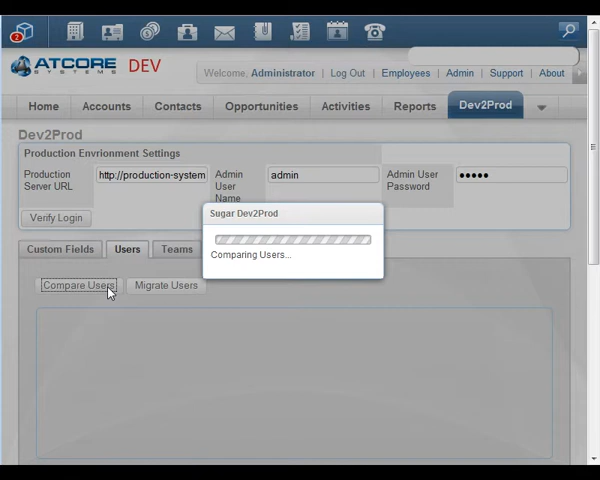 2
ATCORE
SYSTEMS
DEV
Welcome, Administrator | Log Out | Employees | Admin | Support | About
Home Accounts Contacts Opportunities Activities Reports Dev2Prod
Dev2Prod
Production Envrionment Settings
Production Server URL
http://production-system
Admin User Name
admin
Admin User Password
•••••
Verify Login
Sugar Dev2Prod
Comparing Users...
Custom Fields Users Teams
Compare Users Migrate Users